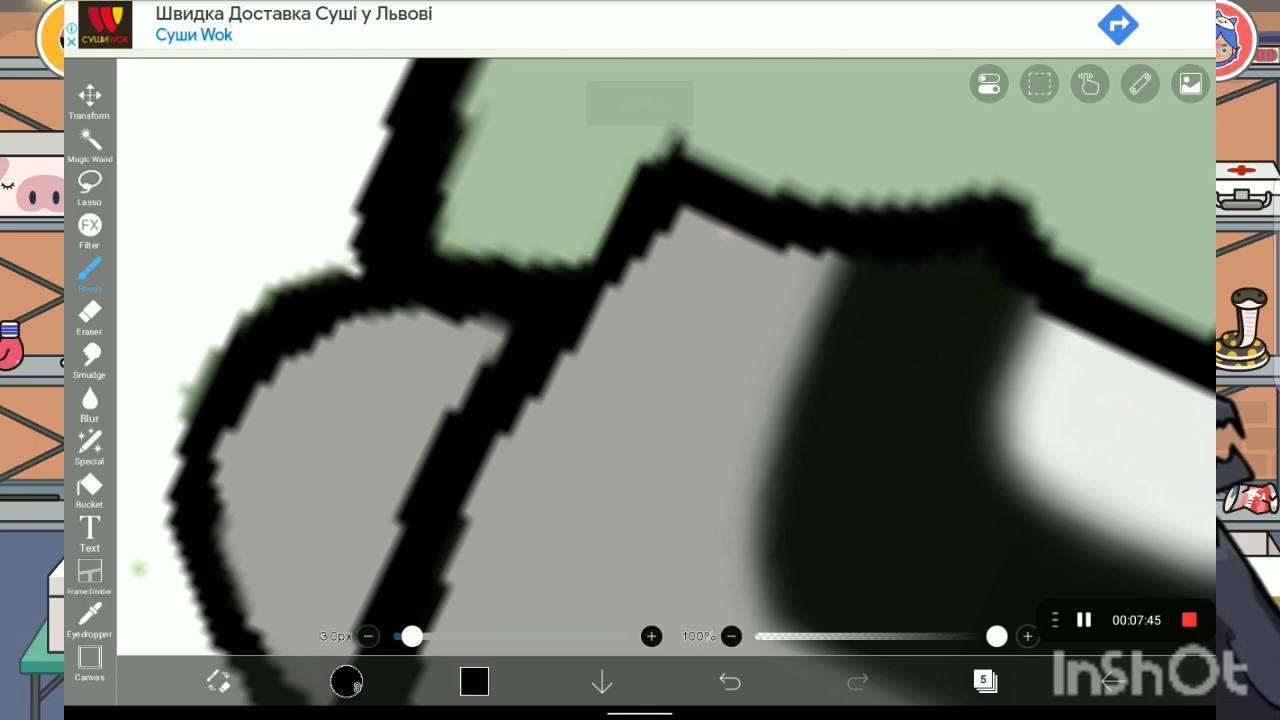 Швидка Доставка Суші у Львові
Суши Wok
СУШИ WOK
Transform
Magic Wand
Lasso
FX
Filter
Brush
Eraser
Smudge
Blur
Special
Bucket
T
Text
Frame Divider
Eyedropper
Canvas
3.0px
100%
00:07:45
5
InShOt